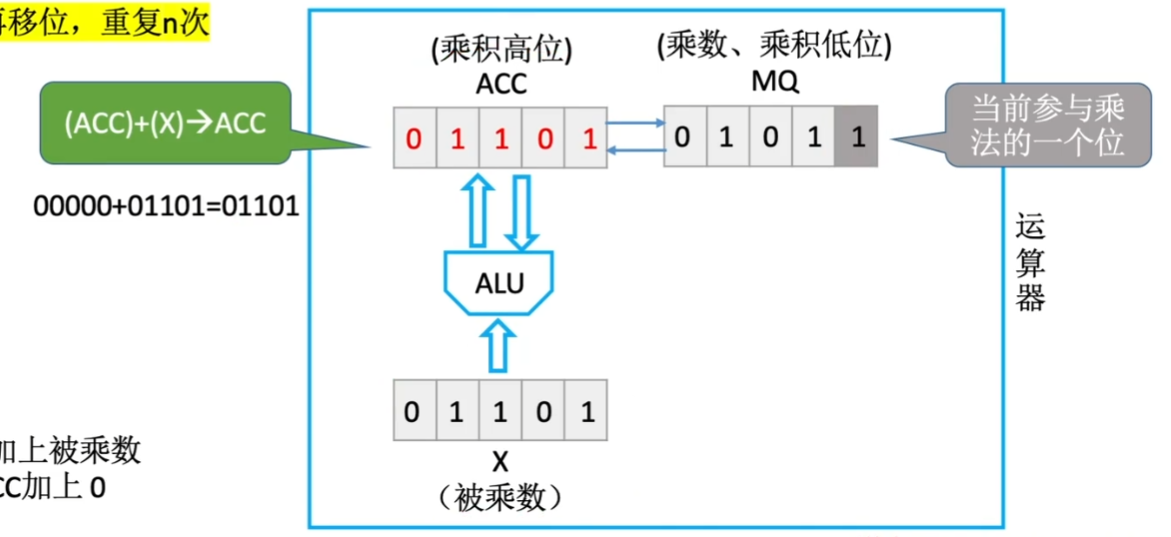 移位，重复n次
(乘积高位)
ACC
(乘数、乘积低位)
MQ
(ACC)+(X)→ACC
0 1 1 0 1
0 1 0 1 1
当前参与乘
法的一个位
00000+01101=01101
ALU
运
算
器
0 1 1 0 1
X
（被乘数）
加上被乘数
CC加上 0